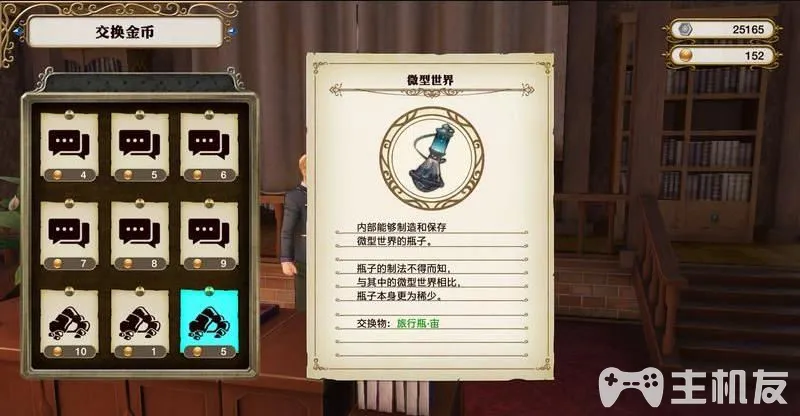 交换金币
25165
152
微型世界
4
5
6
7
8
9
10
1
5
内部能够制造和保存
微型世界的瓶子。
瓶子的制法不得而知，
与其中的微型世界相比，
瓶子本身更为稀少。
交换物：旅行瓶·宙
主机友